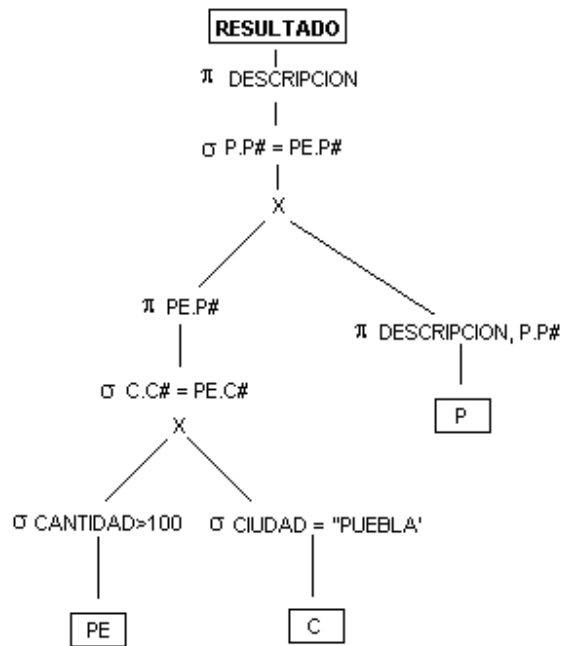 RESULTADO
π DESCRIPCION
σ P.P# = PE.P#
X
π PE.P#
π DESCRIPCION, P.P#
σ C.C# = PE.C#
P
X
σ CANTIDAD>100
σ CIUDAD = "PUEBLA'
PE
C